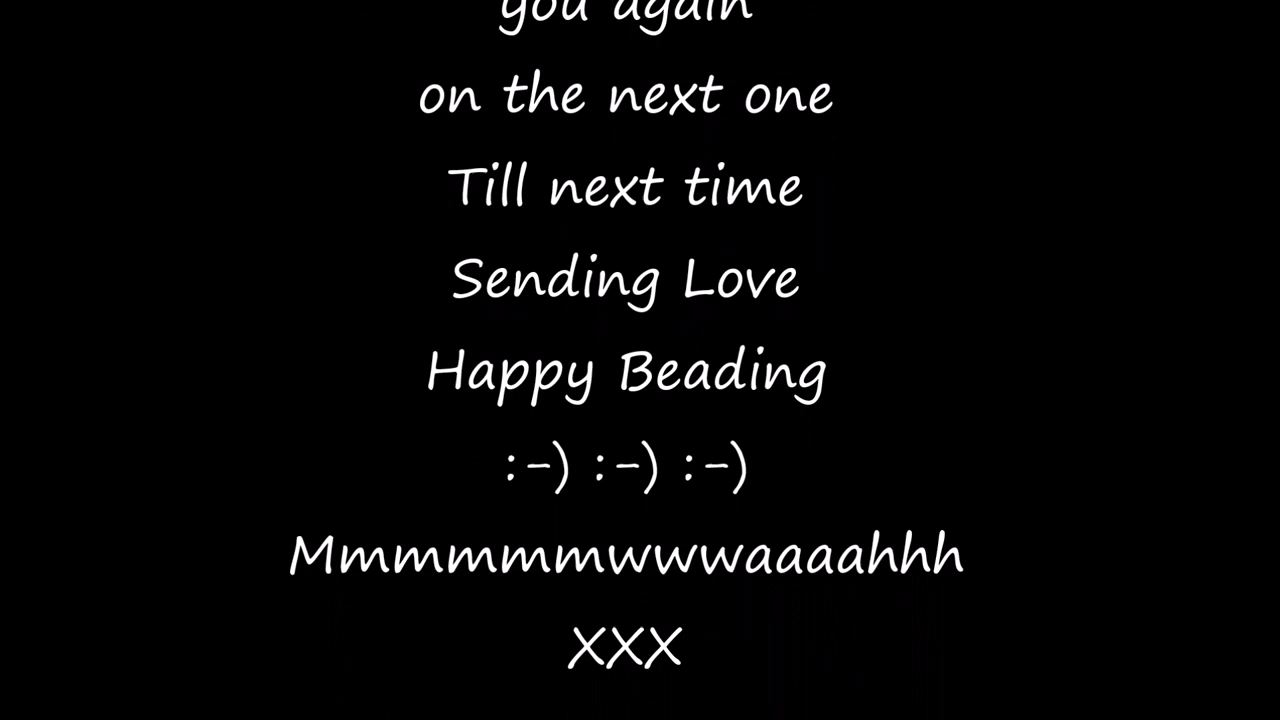 you again
on the next one
Till next time
Sending Love
Happy Beading
:-) :-) :-)
Mmmmmmwwwaaaahhh
XXX